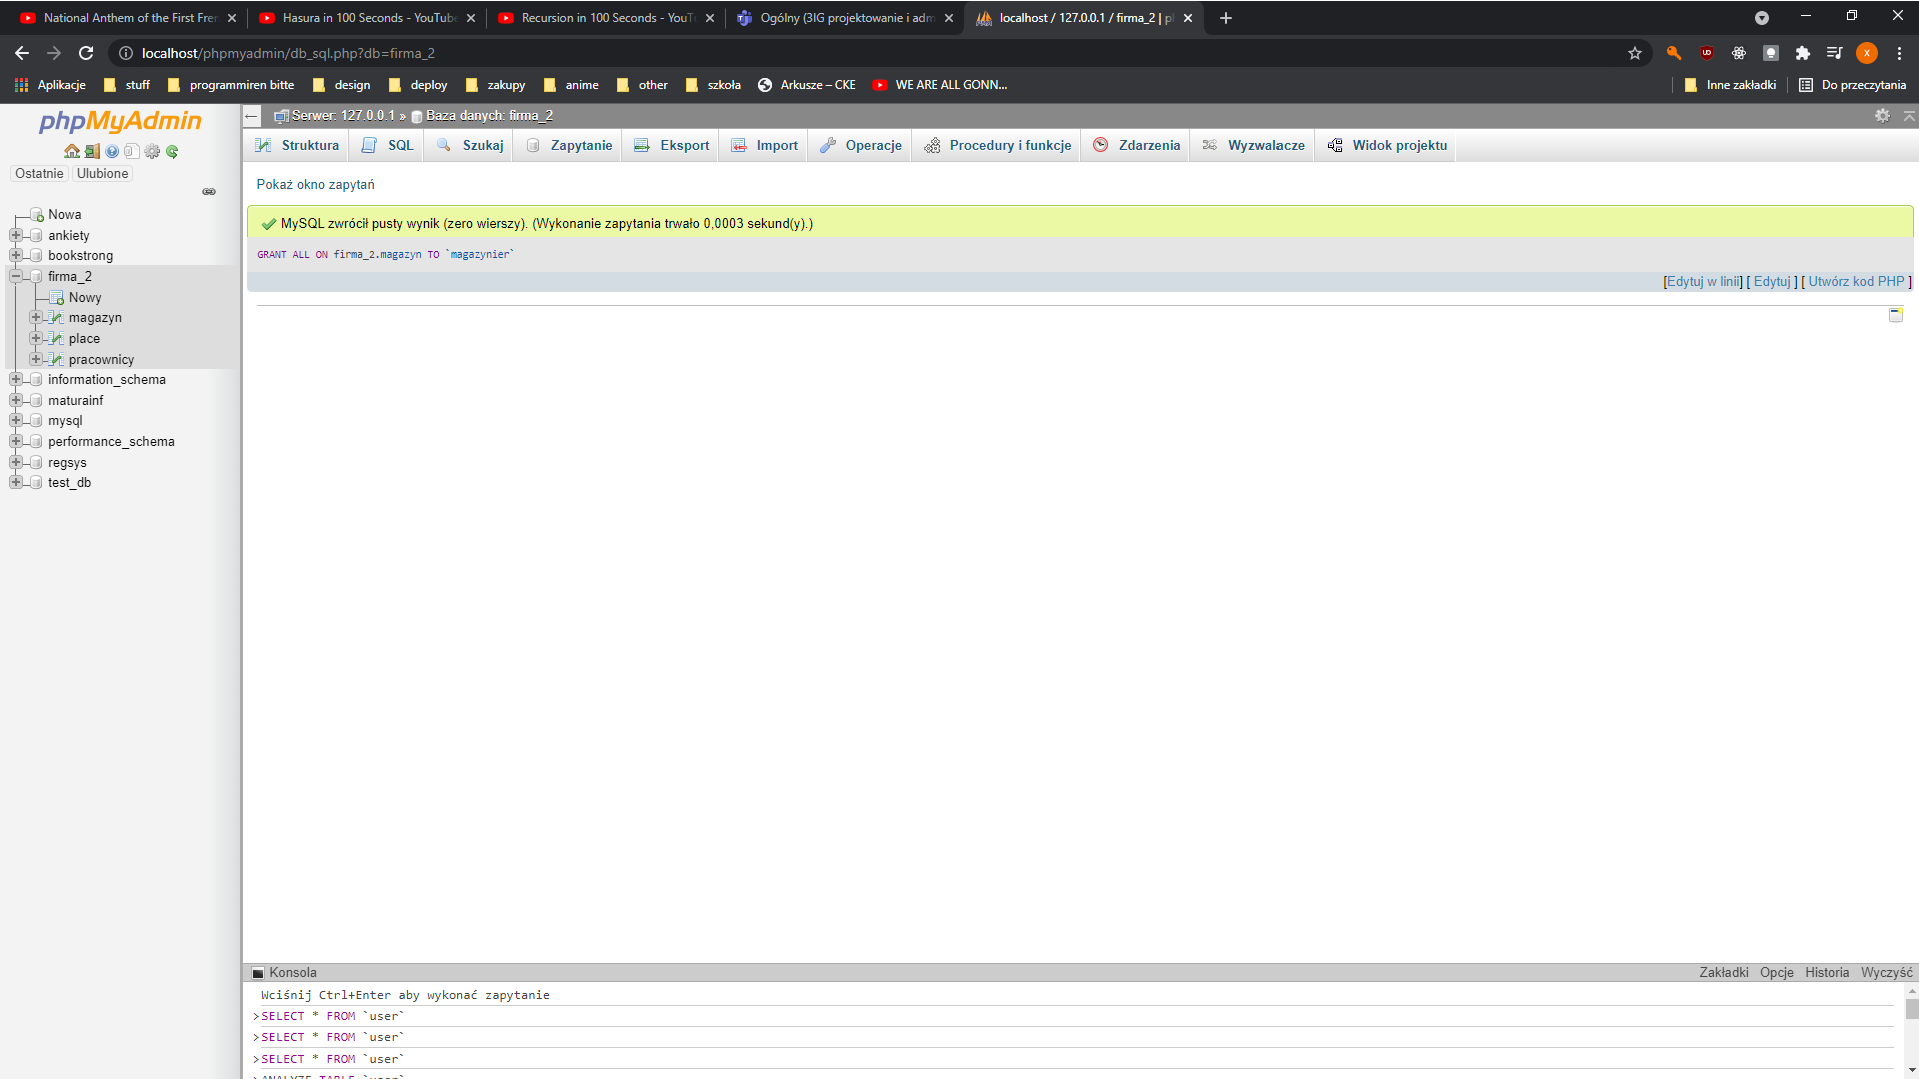 National Anthem of the First Fren
Hasura in 100 Seconds - YouTube
Recursion in 100 Seconds - YouT
Ogólny (3IG projektowanie i adm
localhost / 127.0.0.1 / firma_2 | p
localhost/phpmyadmin/db_sql.php?db=firma_2
Aplikacje stuff programmiren bitte design deploy zakupy anime other szkoła Arkusze – CKE WE ARE ALL GONN... Inne zakładki Do przeczytania
phpMyAdmin
Ostatnie Ulubione
Nowa
ankiety
bookstrong
firma_2
Nowy
magazyn
place
pracownicy
information_schema
maturainf
mysql
performance_schema
regsys
test_db
Serwer: 127.0.0.1 » Baza danych: firma_2
Struktura SQL Szukaj Zapytanie Eksport Import Operacje Procedury i funkcje Zdarzenia Wyzwalacze Widok projektu
Pokaż okno zapytań
MySQL zwrócił pusty wynik (zero wierszy). (Wykonanie zapytania trwało 0,0003 sekund(y).)
GRANT ALL ON firma_2.magazyn TO `magazynier`
[Edytuj w linii] [ Edytuj ] [ Utwórz kod PHP ]
Konsola Zakładki Opcje Historia Wyczyść
Wciśnij Ctrl+Enter aby wykonać zapytanie
>SELECT * FROM `user`
>SELECT * FROM `user`
>SELECT * FROM `user`
>ANALYZE TABLE `user`